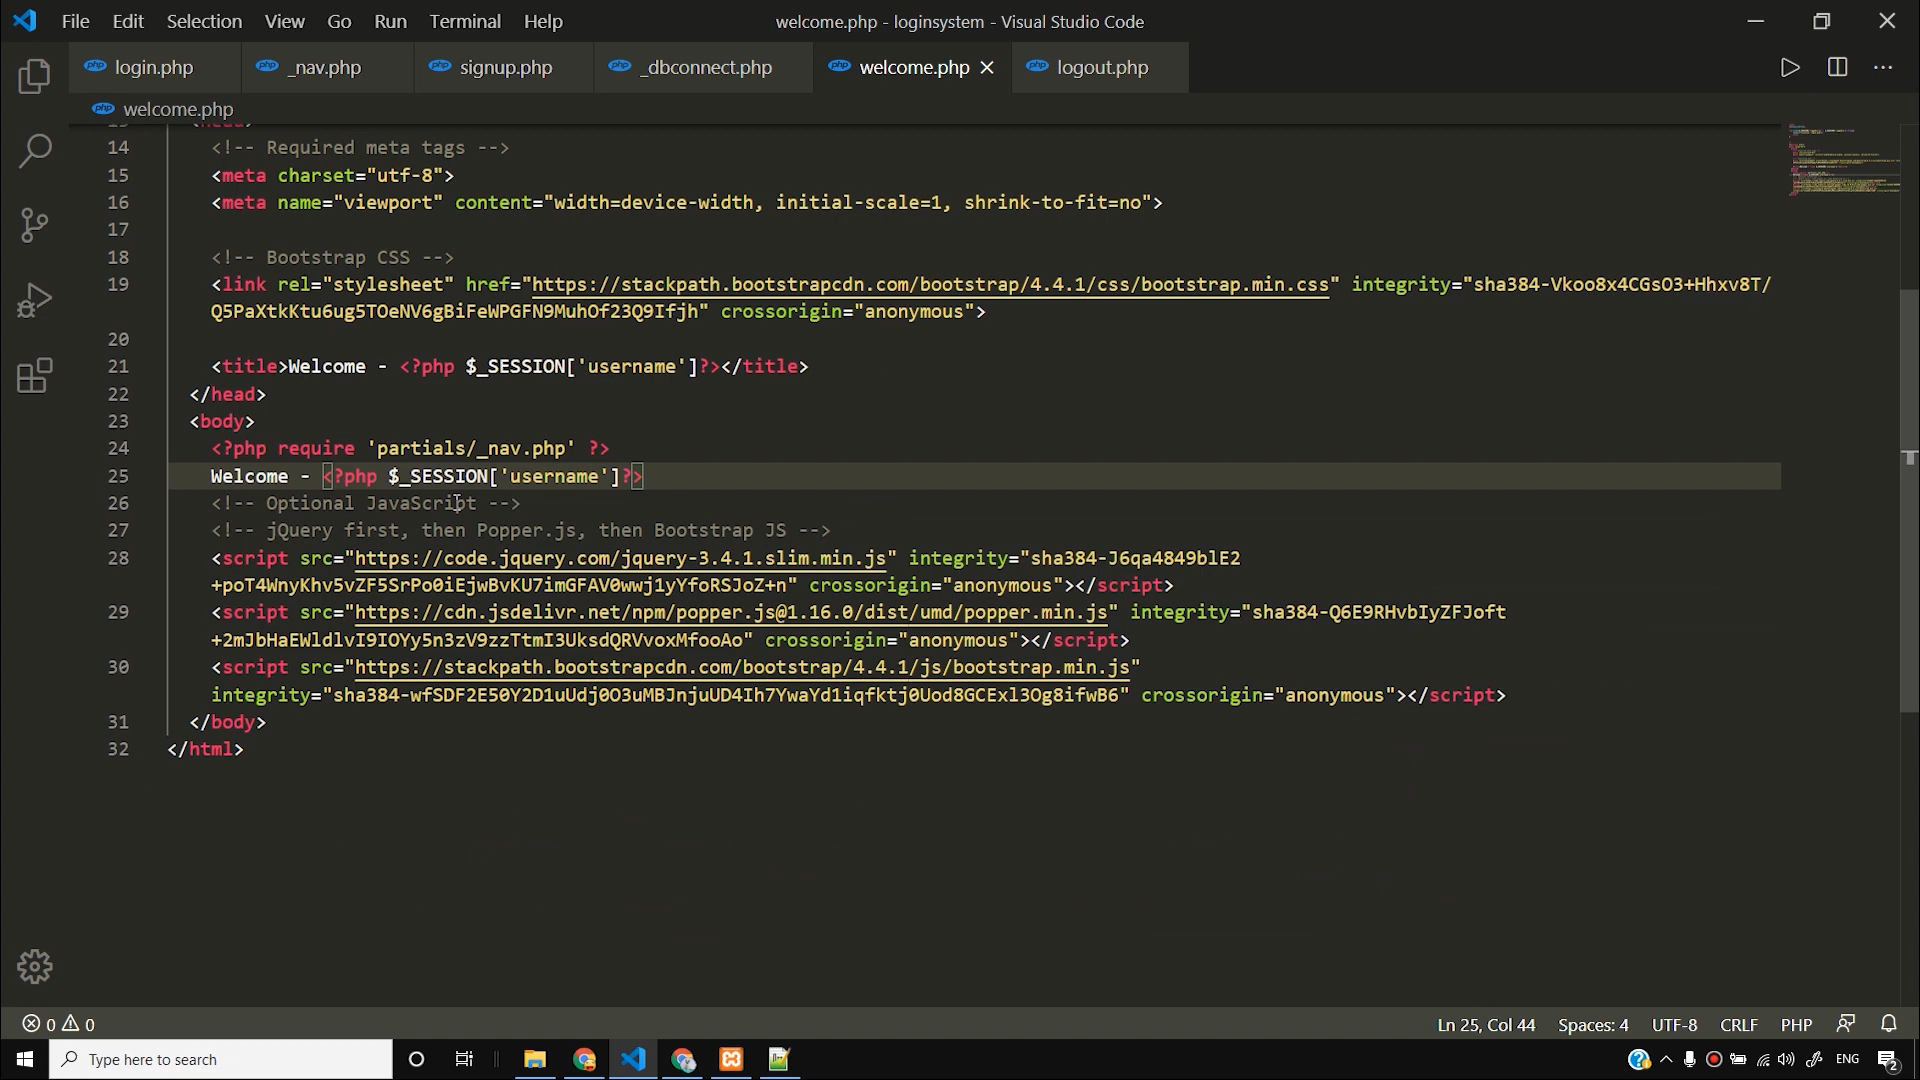 File Edit Selection View Go Run Terminal Help welcome.php - loginsystem - Visual Studio Code
login.php _nav.php signup.php _dbconnect.php welcome.php logout.php
welcome.php
14 <!-- Required meta tags -->
15 <meta charset="utf-8">
16 <meta name="viewport" content="width=device-width, initial-scale=1, shrink-to-fit=no">
17
18 <!-- Bootstrap CSS -->
19 <link rel="stylesheet" href="https://stackpath.bootstrapcdn.com/bootstrap/4.4.1/css/bootstrap.min.css" integrity="sha384-Vkoo8x4CGsO3+Hhxv8T/
Q5PaXtkKtu6ug5TOeNV6gBiFeWPGFN9MuhOf23Q9Ifjh" crossorigin="anonymous">
20
21 <title>Welcome - <?php $_SESSION['username']?></title>
22 </head>
23 <body>
24 <?php require 'partials/_nav.php' ?>
25 Welcome - <?php $_SESSION['username']?>
26 <!-- Optional JavaScript -->
27 <!-- jQuery first, then Popper.js, then Bootstrap JS -->
28 <script src="https://code.jquery.com/jquery-3.4.1.slim.min.js" integrity="sha384-J6qa4849blE2
+poT4WnyKhv5vZF5SrPo0iEjwBvKU7imGFAV0wwj1yYfoRSJoZ+n" crossorigin="anonymous"></script>
29 <script src="https://cdn.jsdelivr.net/npm/popper.js@1.16.0/dist/umd/popper.min.js" integrity="sha384-Q6E9RHvbIyZFJoft
+2mJbHaEWldlvI9IOYy5n3zV9zzTtmI3UksdQRVvoxMfooAo" crossorigin="anonymous"></script>
30 <script src="https://stackpath.bootstrapcdn.com/bootstrap/4.4.1/js/bootstrap.min.js"
integrity="sha384-wfSDF2E50Y2D1uUdj0O3uMBJnjuUD4Ih7YwaYd1iqfktj0Uod8GCExl3Og8ifwB6" crossorigin="anonymous"></script>
31 </body>
32 </html>
0 0 Ln 25, Col 44 Spaces: 4 UTF-8 CRLF PHP
Type here to search ENG 2